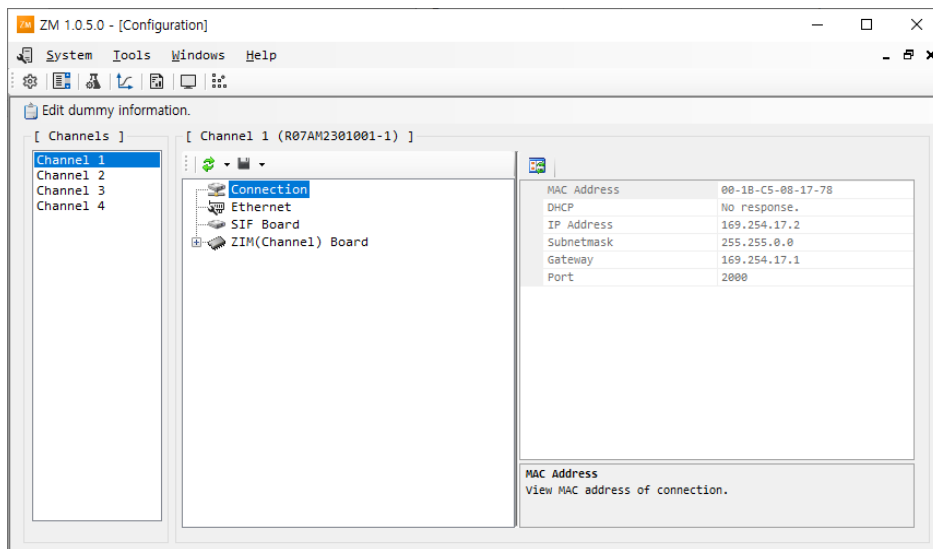 ZM ZM 1.0.5.0 - [Configuration]
System Tools Windows Help
Edit dummy information.
[ Channels ]
Channel 1
Channel 2
Channel 3
Channel 4
[ Channel 1 (R07AM2301001-1) ]
Connection
Ethernet
SIF Board
ZIM(Channel) Board
MAC Address 00-1B-C5-08-17-78
DHCP No response.
IP Address 169.254.17.2
Subnetmask 255.255.0.0
Gateway 169.254.17.1
Port 2000
MAC Address
View MAC address of connection.